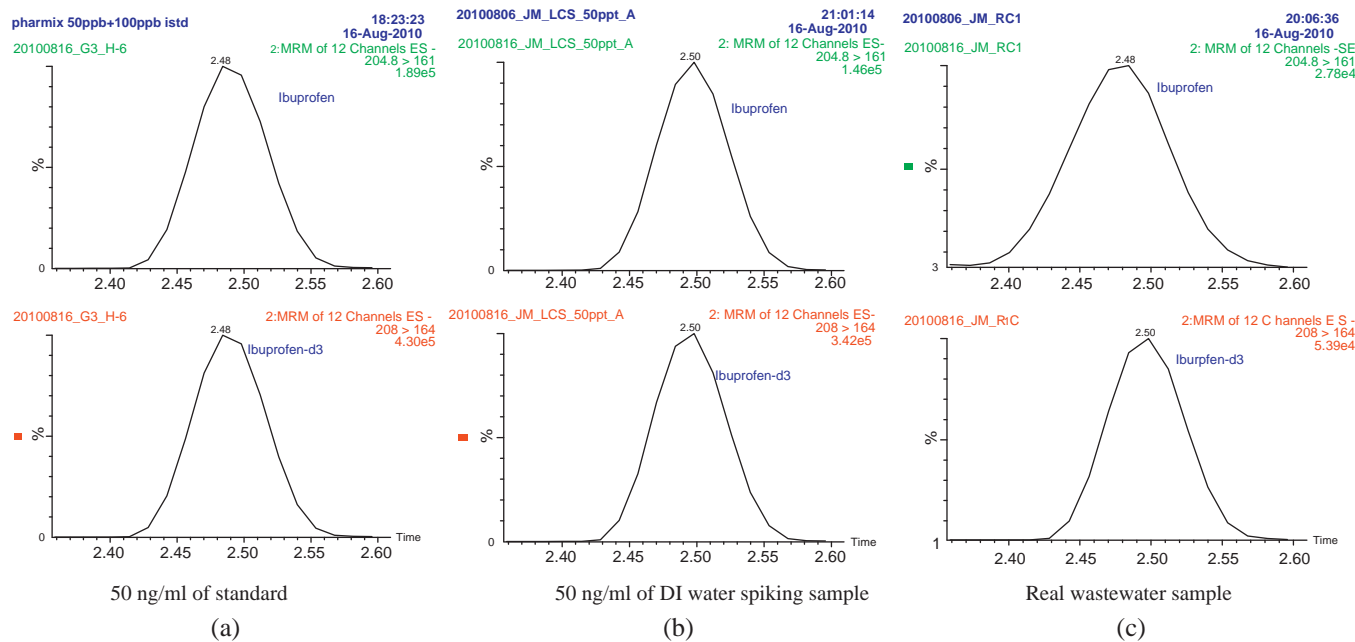 pharmix 50ppb+100ppb istd
18:23:23
16-Aug-2010
20100816_G3_H-6
2:MRM of 12 Channels ES -
204.8 > 161
1.89e5
2.48
Ibuprofen
%
0
2.40 2.45 2.50 2.55 2.60
20100816_G3_H-6
2:MRM of 12 Channels ES -
208 > 164
4.30e5
2.48
Ibuprofen-d3
%
0
Time
2.40 2.45 2.50 2.55 2.60
50 ng/ml of standard
(a)
20100806_JM_LCS_50ppt_A
21:01:14
16-Aug-2010
20100816_JM_LCS_50ppt_A
2: MRM of 12 Channels ES-
204.8 > 161
1.46e5
2.50
Ibuprofen
%
0
2.45 2.50 2.55 2.60
20100816_JM_LCS_50ppt_A
2: MRM of 12 Channels ES-
208 > 164
3.42e5
2.50
Ibuprofen-d3
%
0
Time
2.45 2.50 2.55 2.60
50 ng/ml of DI water spiking sample
(b)
20100806_JM_RC1
20:06:36
16-Aug-2010
20100816_JM_RC1
2: MRM of 12 Channels -SE
204.8 > 161
2.78e4
2.48
Ibuprofen
%
3
2.40 2.45 2.50 2.55 2.60
20100816_JM_RtC
2:MRM of 12 C hannels E S -
208 > 164
5.39e4
2.50
Iburpfen-d3
%
1
Time
2.40 2.45 2.50 2.55 2.60
Real wastewater sample
(c)